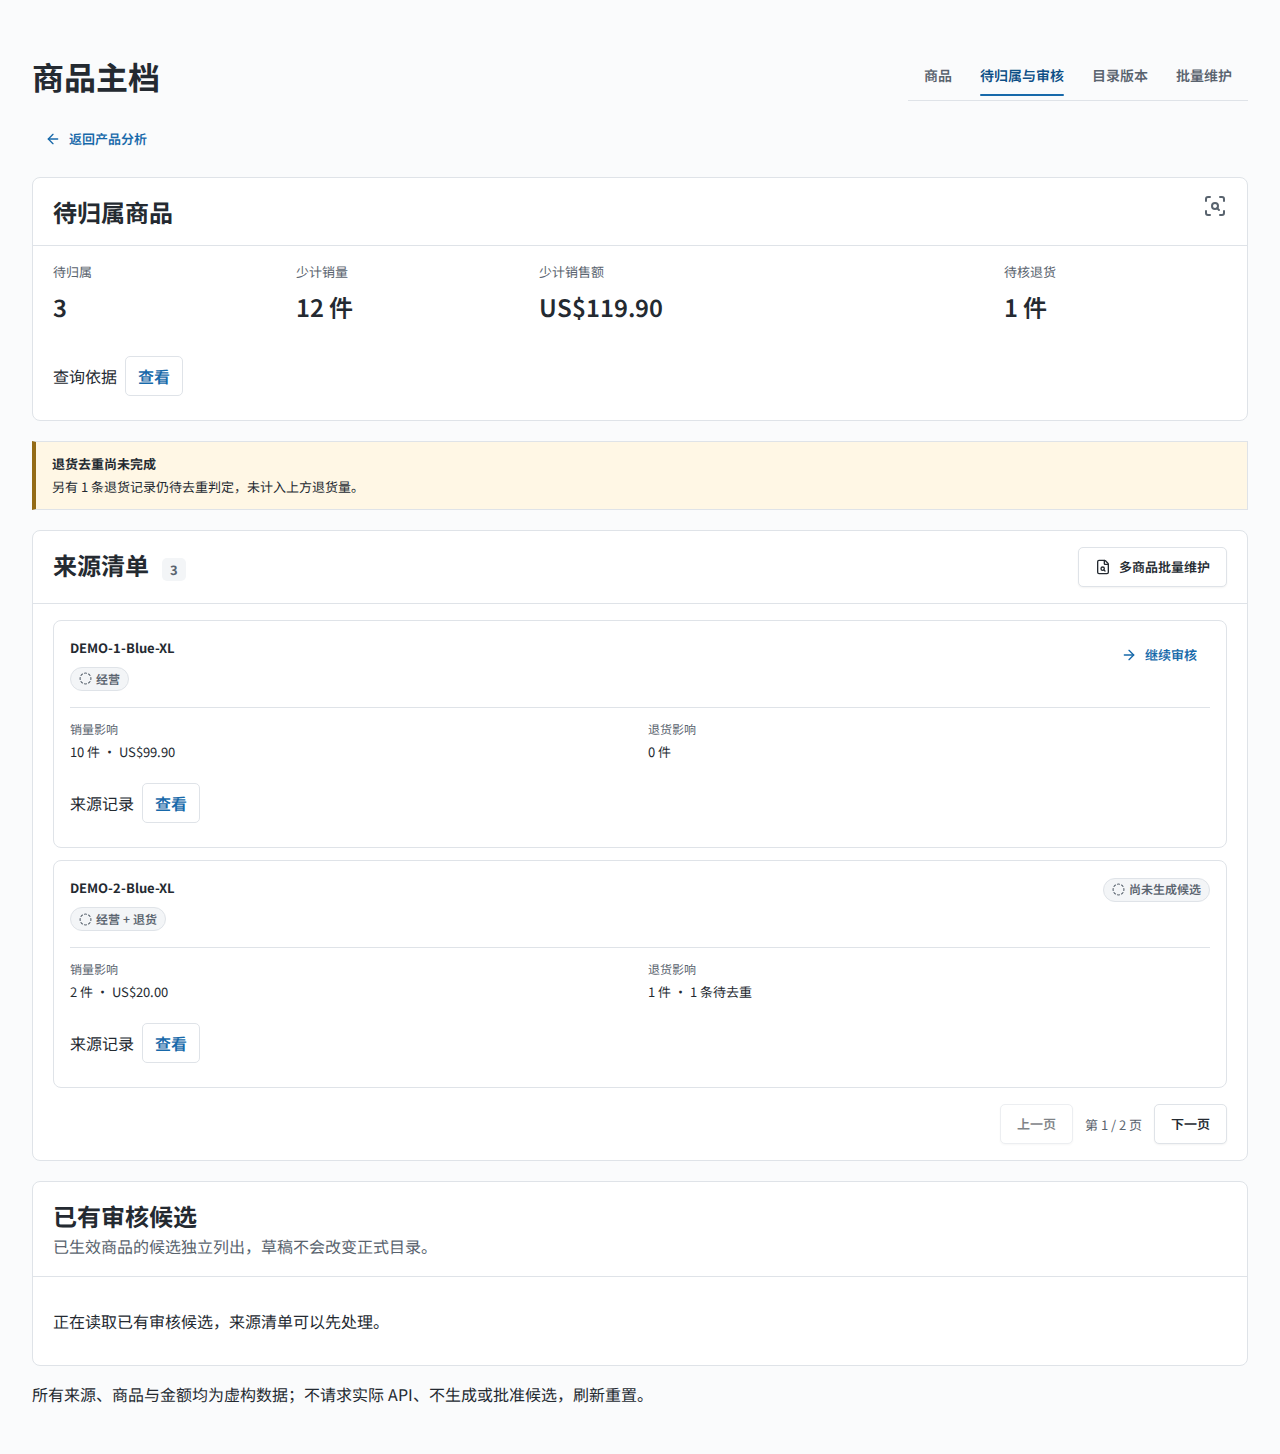 商品主档
商品
待归属与审核
目录版本
批量维护
返回产品分析
待归属商品
待归属
少计销量
少计销售额
待核退货
3
12 件
US$119.90
1 件
查询依据
查看
退货去重尚未完成
另有 1 条退货记录仍待去重判定，未计入上方退货量。
来源清单
3
多商品批量维护
DEMO-1-Blue-XL
继续审核
经营
销量影响
退货影响
10 件 • US$99.90
0 件
来源记录
查看
DEMO-2-Blue-XL
尚未生成候选
经营 + 退货
销量影响
退货影响
2 件 • US$20.00
1 件 • 1 条待去重
来源记录
查看
上一页
第 1 / 2 页
下一页
已有审核候选
已生效商品的候选独立列出，草稿不会改变正式目录。
正在读取已有审核候选，来源清单可以先处理。
所有来源、商品与金额均为虚构数据；不请求实际 API、不生成或批准候选，刷新重置。